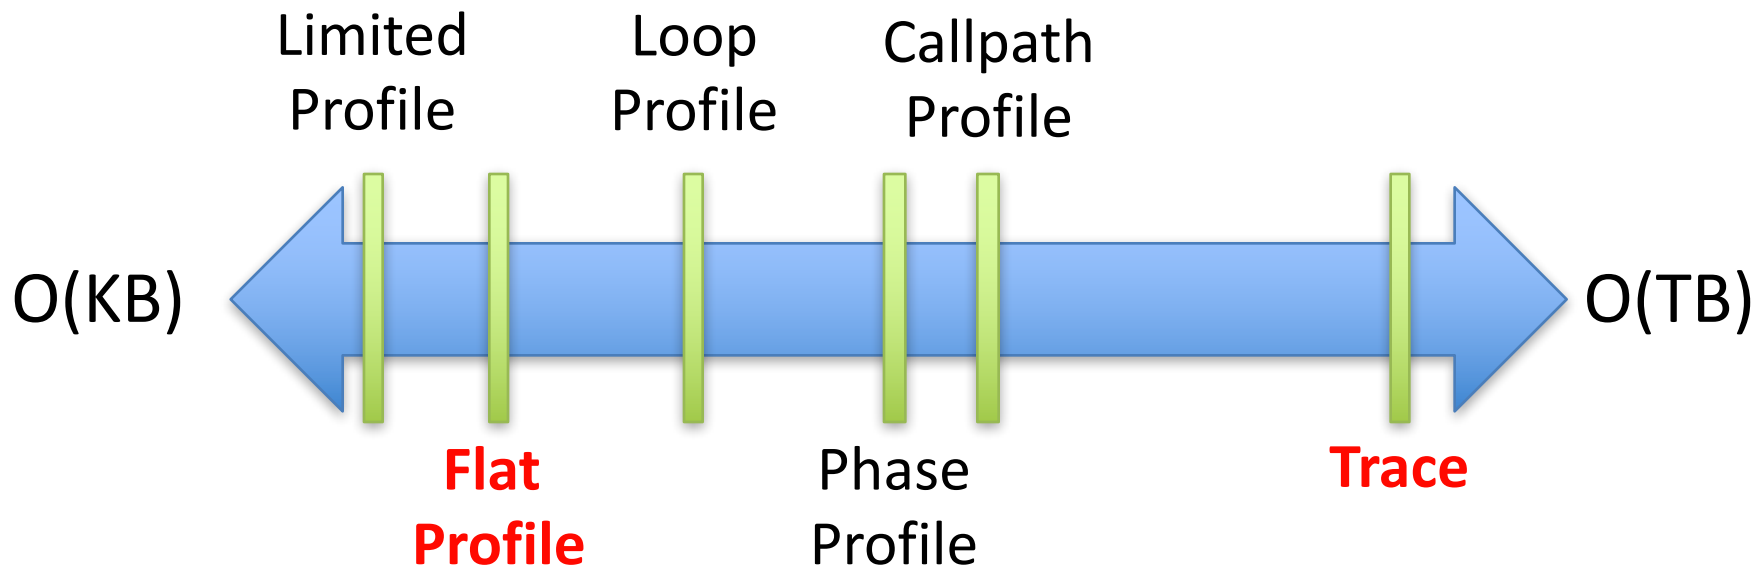 Limited
Profile
Loop
Profile
Callpath
Profile
O(KB)
O(TB)
Flat
Profile
Phase
Profile
Trace